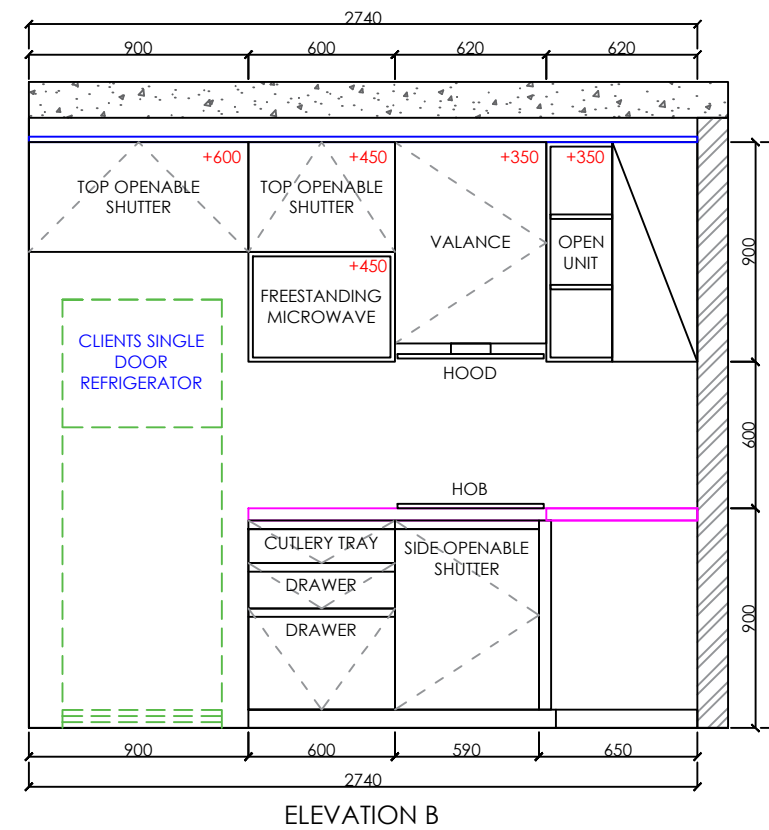 2740
900
600
620
620
+600
+450
+350
+350
TOP OPENABLE
SHUTTER
TOP OPENABLE
SHUTTER
VALANCE
OPEN
UNIT
900
+450
FREESTANDING
MICROWAVE
CLIENTS SINGLE
DOOR
REFRIGERATOR
HOOD
600
HOB
CUTLERY TRAY
SIDE OPENABLE
SHUTTER
DRAWER
DRAWER
900
900
600
590
650
2740
ELEVATION B